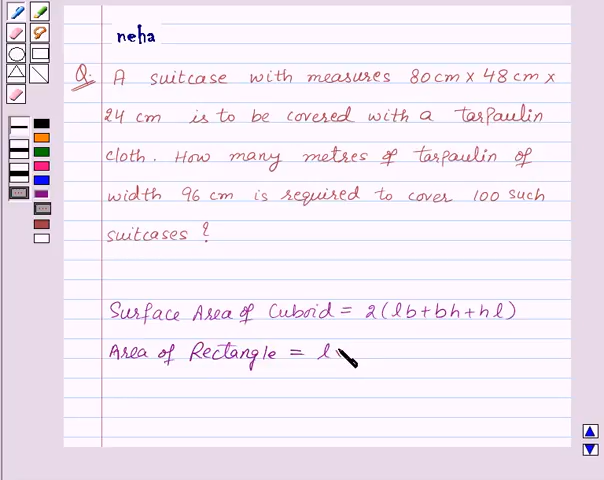 neha
Q. A suitcase with measures 80 cm x 48 cm x
24 cm is to be covered with a tarpaulin
cloth. How many metres of tarpaulin of
width 96 cm is required to cover 100 such
suitcases ?
Surface Area of Cuboid = 2 (lb + bh + hl)
Area of Rectangle = l